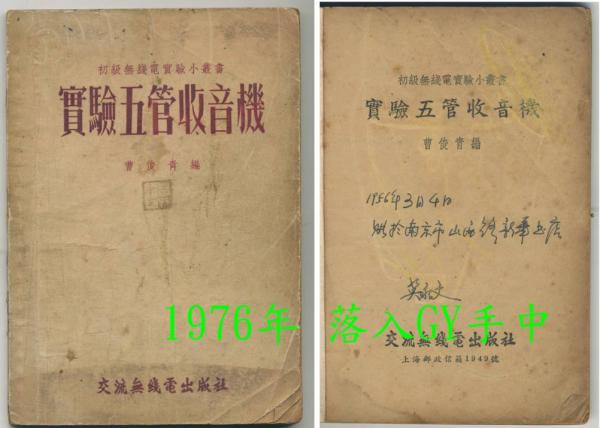 初級無綫電實驗小叢書
實驗五管收音機
曹俊青編
交流無綫電出版社
初級無綫電實驗小叢書
實驗五管收音機
曹俊青編
1956年3月4日
購於南京市山西路新華書店
交流無綫電出版社
上海郵政信箱1949號
1976年 落入GY手中